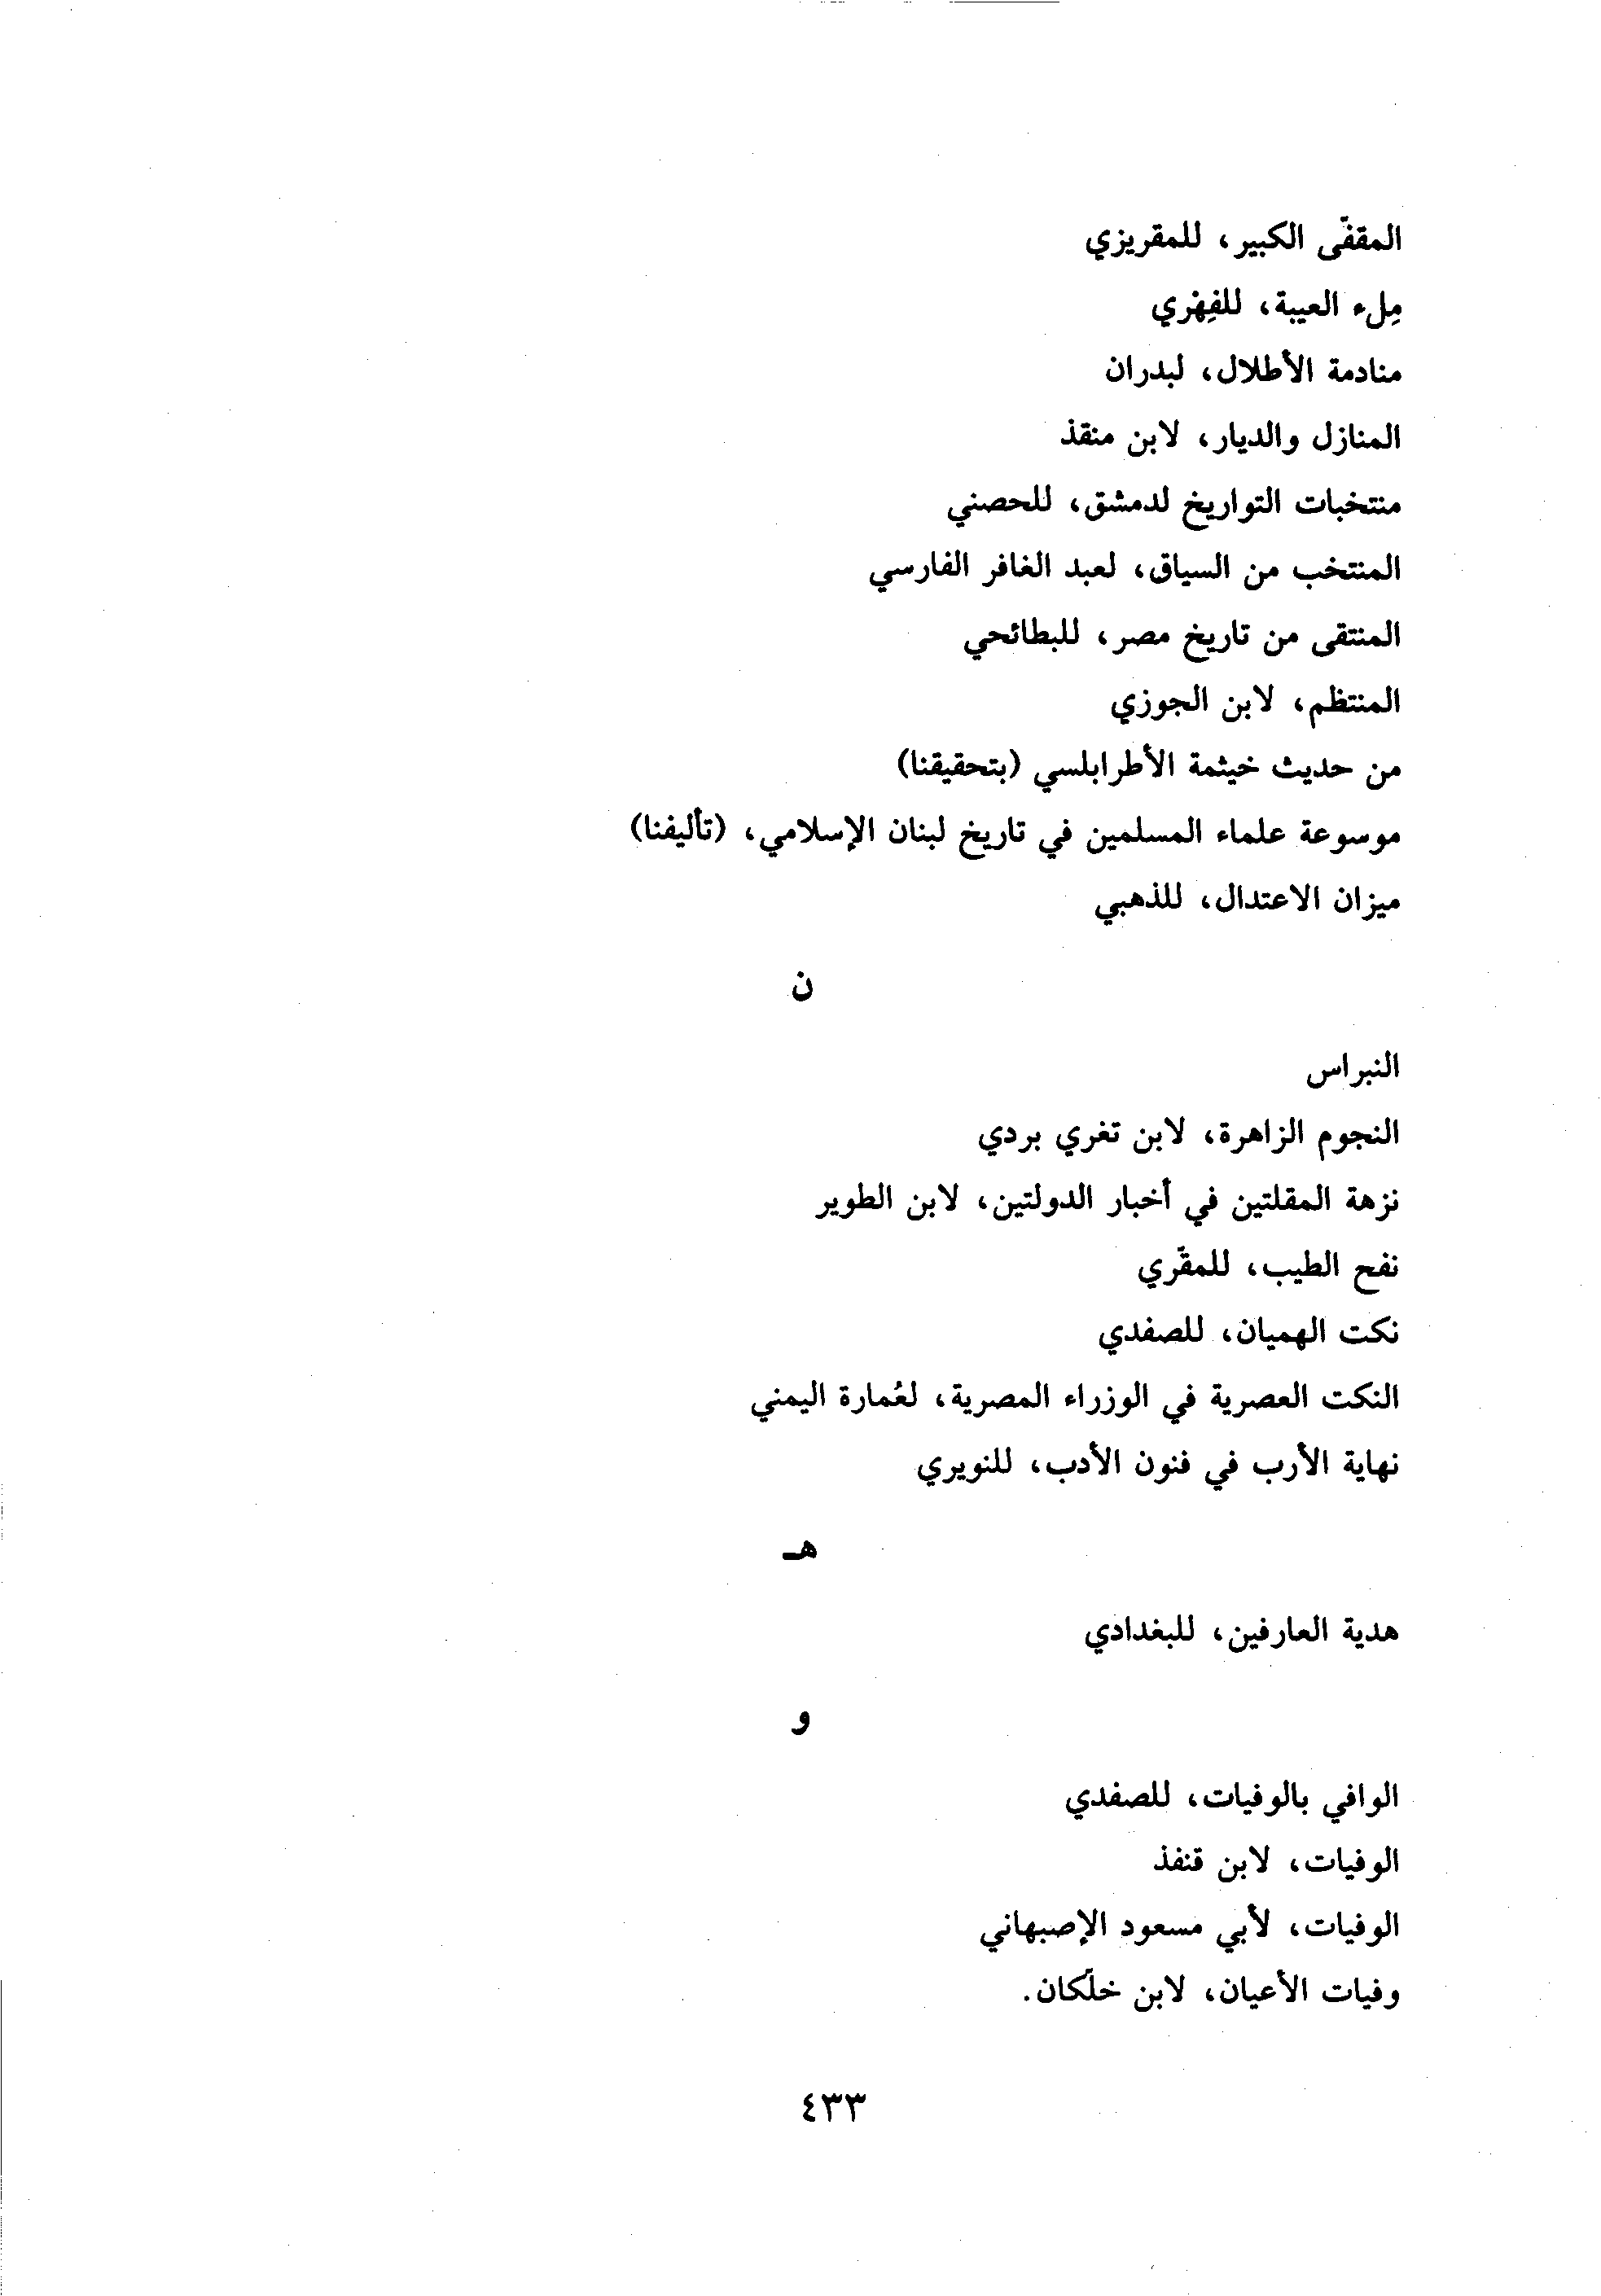 المقفّى الكبير، للمقريزي
مِلء العيبة، للفِهْري
منادمة الأطلال، لبدران
المنازل والديار، لابن منقذ
منتخبات التواريخ لدمشق، للحصني
المنتخب من السياق، لعبد الغافر الفارسي
المنتقى من تاريخ مصر، للبطائحي
المنتظم، لابن الجوزي
من حديث خيثمة الأطرابلسي (بتحقيقنا)
موسوعة علماء المسلمين في تاريخ لبنان الإسلامي، (تأليفنا)
ميزان الاعتدال، للذهبي
ن
النبراس
النجوم الزاهرة، لابن تغري بردي
نزهة المقلتين في أخبار الدولتين، لابن الطوير
نفح الطيب، للمقّري
نكت الهميان، للصفدي
النكت العصرية في الوزراء المصرية، لعُمارة اليمني
نهاية الأرب في فنون الأدب، للنويري
هـ
هدية العارفين، للبغدادي
و
الوافي بالوفيات، للصفدي
الوفيات، لابن قنفذ
الوفيات، لأبي مسعود الإصبهاني
وفيات الأعيان، لابن خلّكان.
٤٣٣